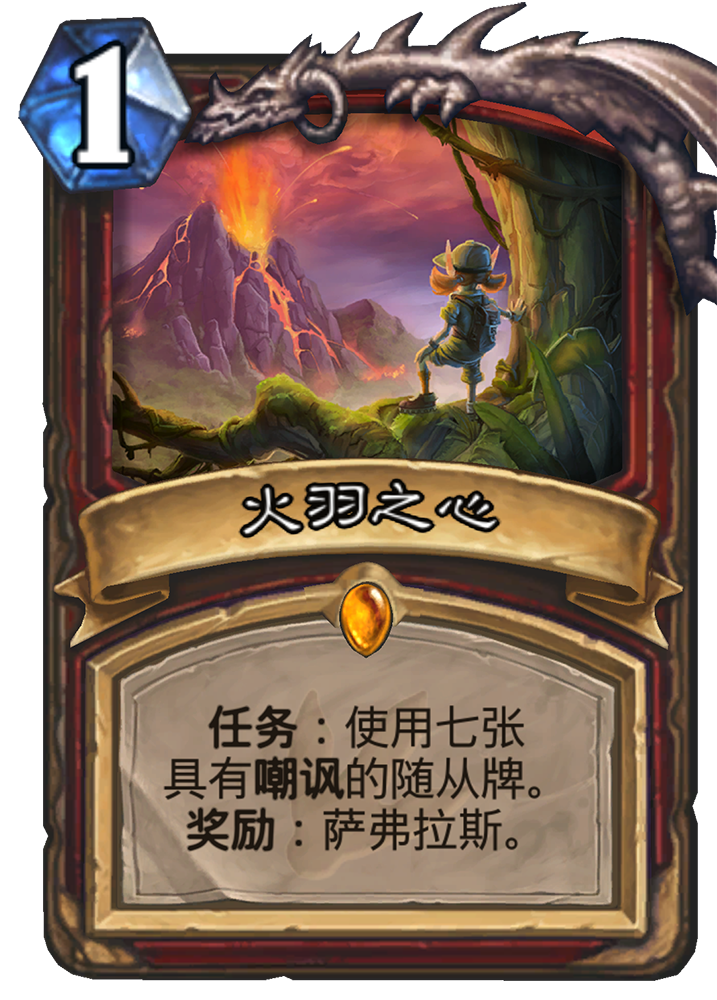 1
火羽之心
任务：使用七张
具有嘲讽的随从牌。
奖励：萨弗拉斯。